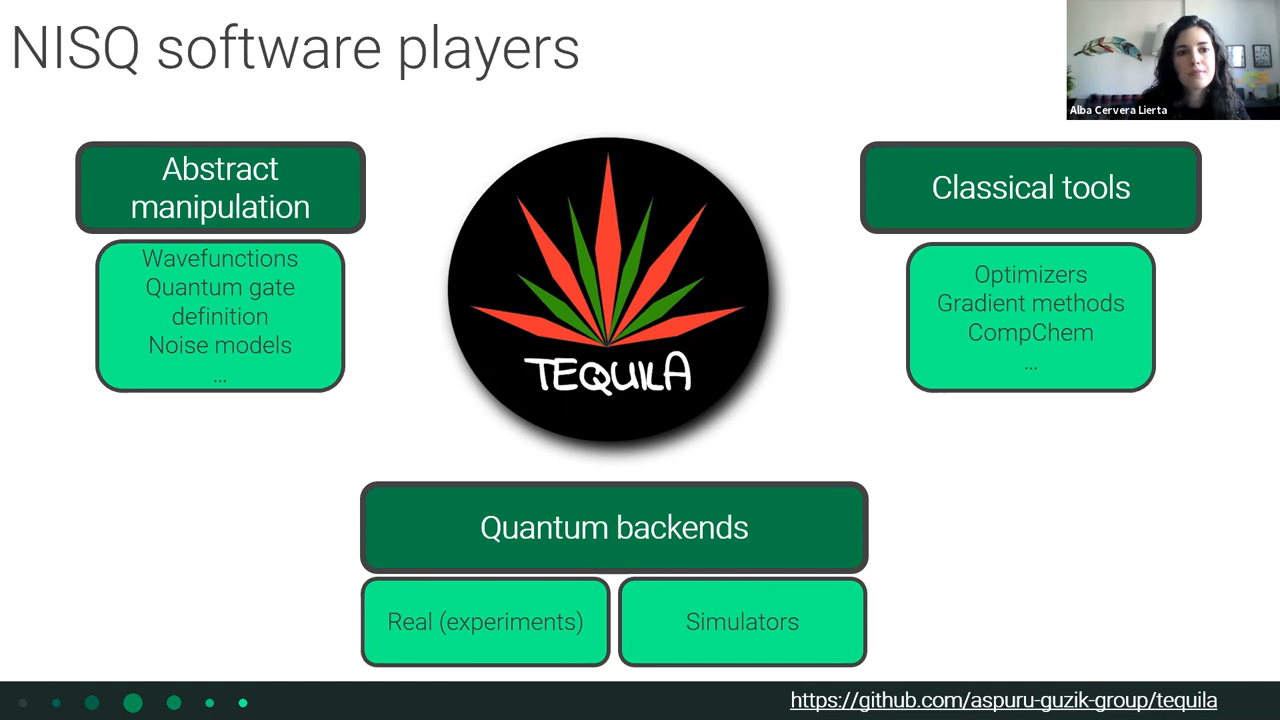 NISQ software players
Alba Cervera Lierta
Abstract
manipulation
Wavefunctions
Quantum gate
definition
Noise models
...
TEQUILA
Classical tools
Optimizers
Gradient methods
CompChem
...
Quantum backends
Real (experiments)
Simulators
https://github.com/aspuru-guzik-group/tequila